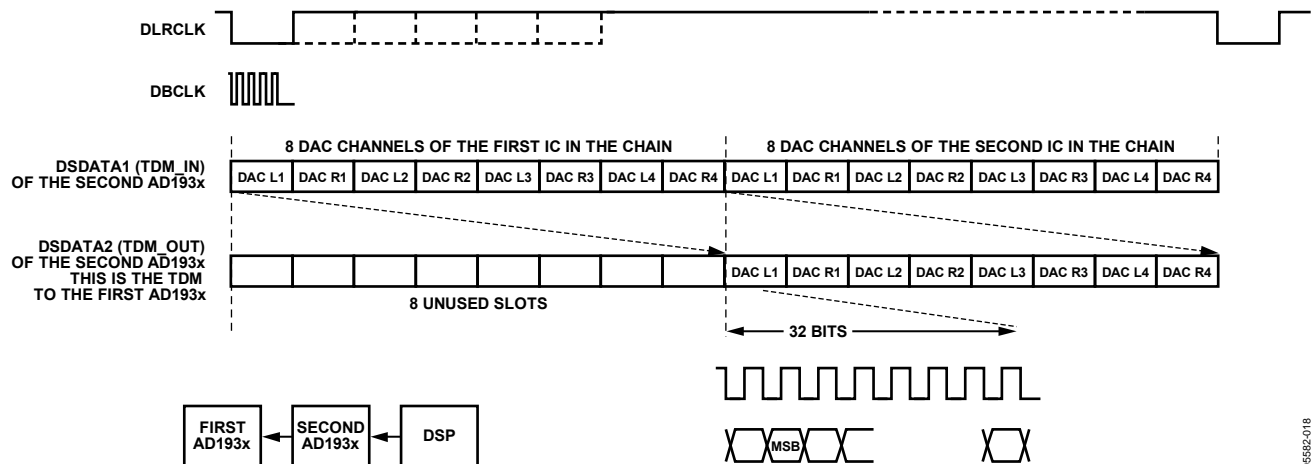 DLRCLK
DBCLK
8 DAC CHANNELS OF THE FIRST IC IN THE CHAIN
8 DAC CHANNELS OF THE SECOND IC IN THE CHAIN
DSDATA1 (TDM_IN)
OF THE SECOND AD193x
DAC L1 DAC R1 DAC L2 DAC R2 DAC L3 DAC R3 DAC L4 DAC R4 DAC L1 DAC R1 DAC L2 DAC R2 DAC L3 DAC R3 DAC L4 DAC R4
DSDATA2 (TDM_OUT)
OF THE SECOND AD193x
THIS IS THE TDM
TO THE FIRST AD193x
DAC L1 DAC R1 DAC L2 DAC R2 DAC L3 DAC R3 DAC L4 DAC R4
8 UNUSED SLOTS
32 BITS
FIRST
AD193x
SECOND
AD193x
DSP
MSB
05582-018